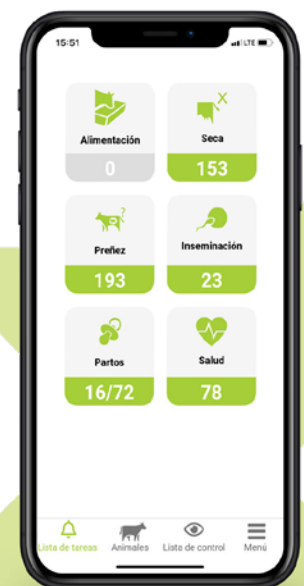 15:51
LTE
Alimentación
0
Seca
153
Preñez
193
Inseminación
23
Partos
16/72
Salud
78
Lista de tareas
Animales
Lista de control
Menú